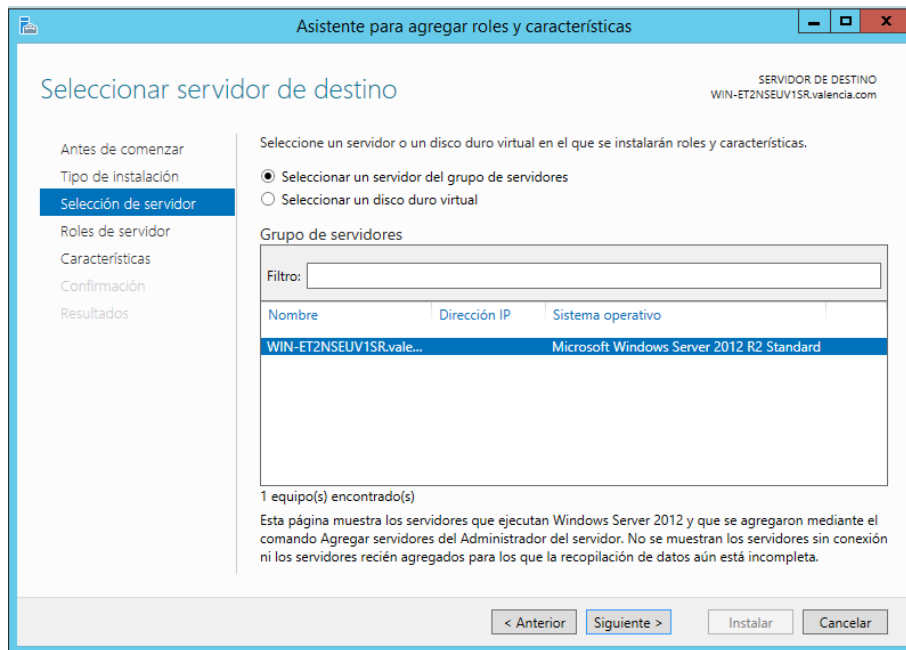 Asistente para agregar roles y características
Seleccionar servidor de destino
SERVIDOR DE DESTINO
WIN-ET2NSEUV1SR.valencia.com
Antes de comenzar
Tipo de instalación
Selección de servidor
Roles de servidor
Características
Confirmación
Resultados
Seleccione un servidor o un disco duro virtual en el que se instalarán roles y características.
Seleccionar un servidor del grupo de servidores
Seleccionar un disco duro virtual
Grupo de servidores
Filtro:
Nombre Dirección IP Sistema operativo
WIN-ET2NSEUV1SR.vale... Microsoft Windows Server 2012 R2 Standard
1 equipo(s) encontrado(s)
Esta página muestra los servidores que ejecutan Windows Server 2012 y que se agregaron mediante el
comando Agregar servidores del Administrador del servidor. No se muestran los servidores sin conexión
ni los servidores recién agregados para los que la recopilación de datos aún está incompleta.
< Anterior Siguiente > Instalar Cancelar